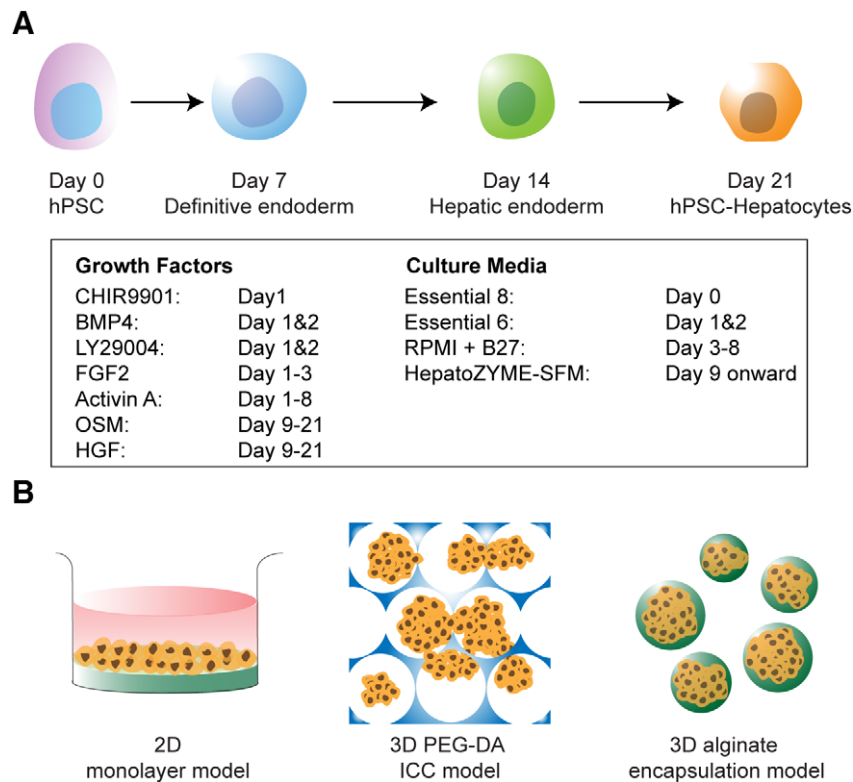 A
Day 0
hPSC
Day 7
Definitive endoderm
Day 14
Hepatic endoderm
Day 21
hPSC-Hepatocytes
Growth Factors
CHIR9901: Day1
BMP4: Day 1&2
LY29004: Day 1&2
FGF2 Day 1-3
Activin A: Day 1-8
OSM: Day 9-21
HGF: Day 9-21
Culture Media
Essential 8: Day 0
Essential 6: Day 1&2
RPMI + B27: Day 3-8
HepatoZYME-SFM: Day 9 onward
B
2D
monolayer model
3D PEG-DA
ICC model
3D alginate
encapsulation model